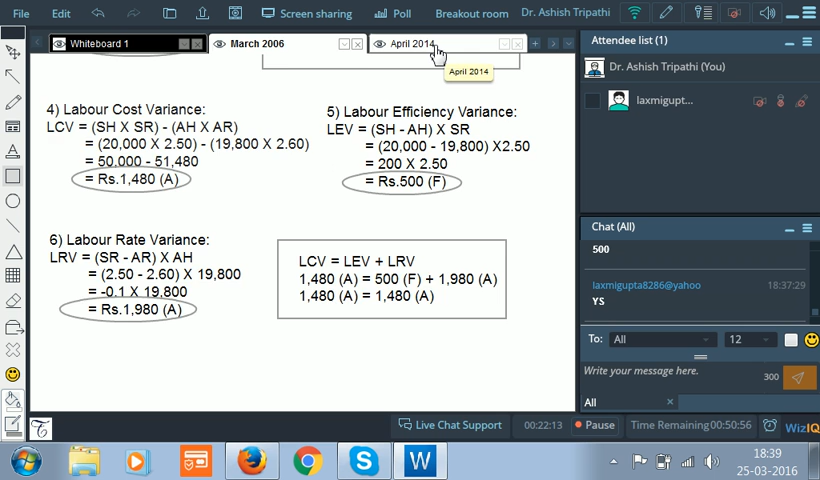 File
Edit
Screen sharing
Poll
Breakout room
Dr. Ashish Tripathi
Whiteboard 1
March 2006
April 2014
April 2014
4) Labour Cost Variance:
LCV = (SH X SR) - (AH X AR)
= (20,000 X 2.50) - (19,800 X 2.60)
= 50,000 - 51,480
= Rs.1,480 (A)
5) Labour Efficiency Variance:
LEV = (SH - AH) X SR
= (20,000 - 19,800) X2.50
= 200 X 2.50
= Rs.500 (F)
6) Labour Rate Variance:
LRV = (SR - AR) X AH
= (2.50 - 2.60) X 19,800
= -0.1 X 19,800
= Rs.1,980 (A)
LCV = LEV + LRV
1,480 (A) = 500 (F) + 1,980 (A)
1,480 (A) = 1,480 (A)
Attendee list (1)
Dr. Ashish Tripathi (You)
laxmigupt...
Chat (All)
500
laxmigupta8286@yahoo
18:37:29
YS
To:
All
12
Write your message here.
300
All
Live Chat Support
00:22:13
Pause
Time Remaining 00:50:56
WizIQ
18:39
25-03-2016